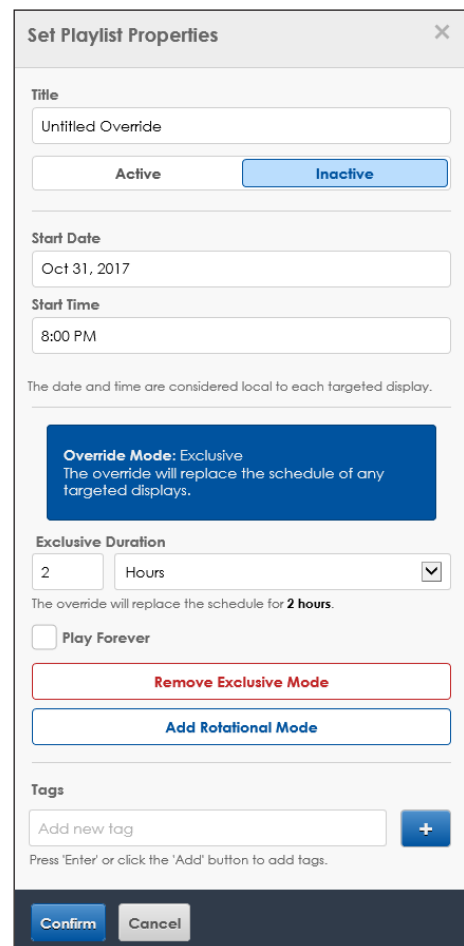 Set Playlist Properties ×
Title
Untitled Override
Active Inactive
Start Date
Oct 31, 2017
Start Time
8:00 PM
The date and time are considered local to each targeted display.
Override Mode: Exclusive
The override will replace the schedule of any
targeted displays.
Exclusive Duration
2 Hours
The override will replace the schedule for 2 hours.
Play Forever
Remove Exclusive Mode
Add Rotational Mode
Tags
Add new tag +
Press 'Enter' or click the 'Add' button to add tags.
Confirm Cancel